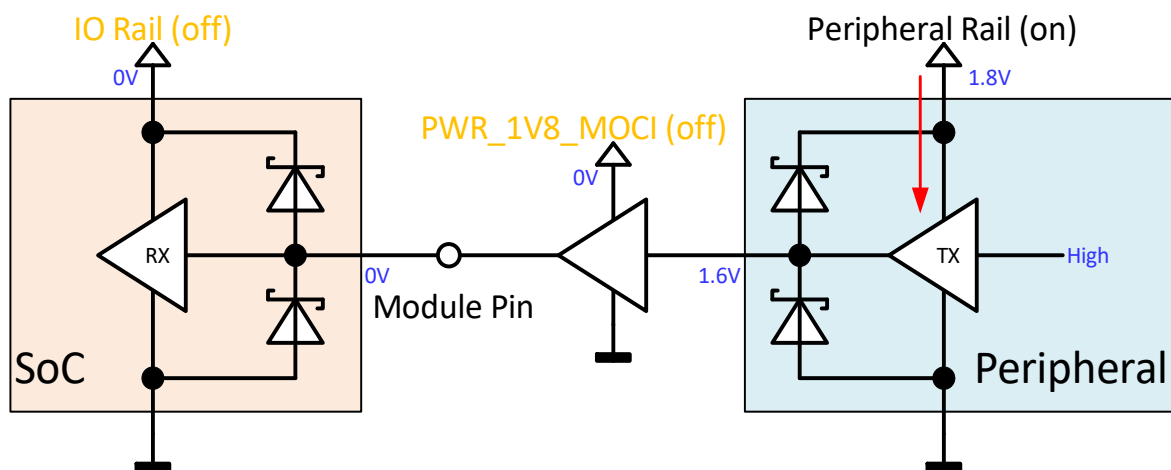 IO Rail (off)
0V
Peripheral Rail (on)
1.8V
PWR_1V8_MOCI (off)
0V
RX
0V
Module Pin
1.6V
TX
High
SoC
Peripheral